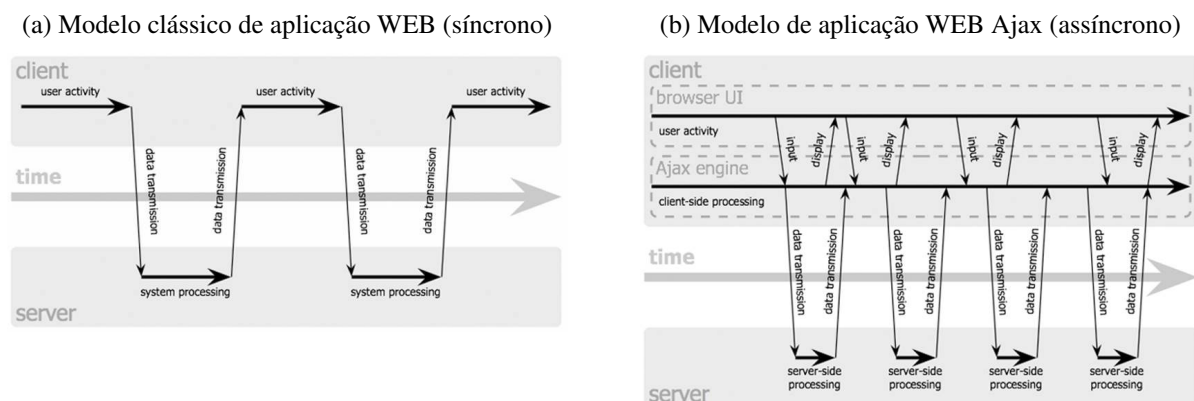 (a) Modelo clássico de aplicação WEB (síncrono)
client
user activity
user activity
user activity
data transmission
data transmission
data transmission
data transmission
time
system processing
system processing
server
(b) Modelo de aplicação WEB Ajax (assíncrono)
client
browser UI
user activity
input
display
input
display
input
display
input
display
Ajax engine
client-side processing
data transmission
data transmission
data transmission
data transmission
data transmission
data transmission
data transmission
data transmission
time
server-side
processing
server-side
processing
server-side
processing
server-side
processing
server